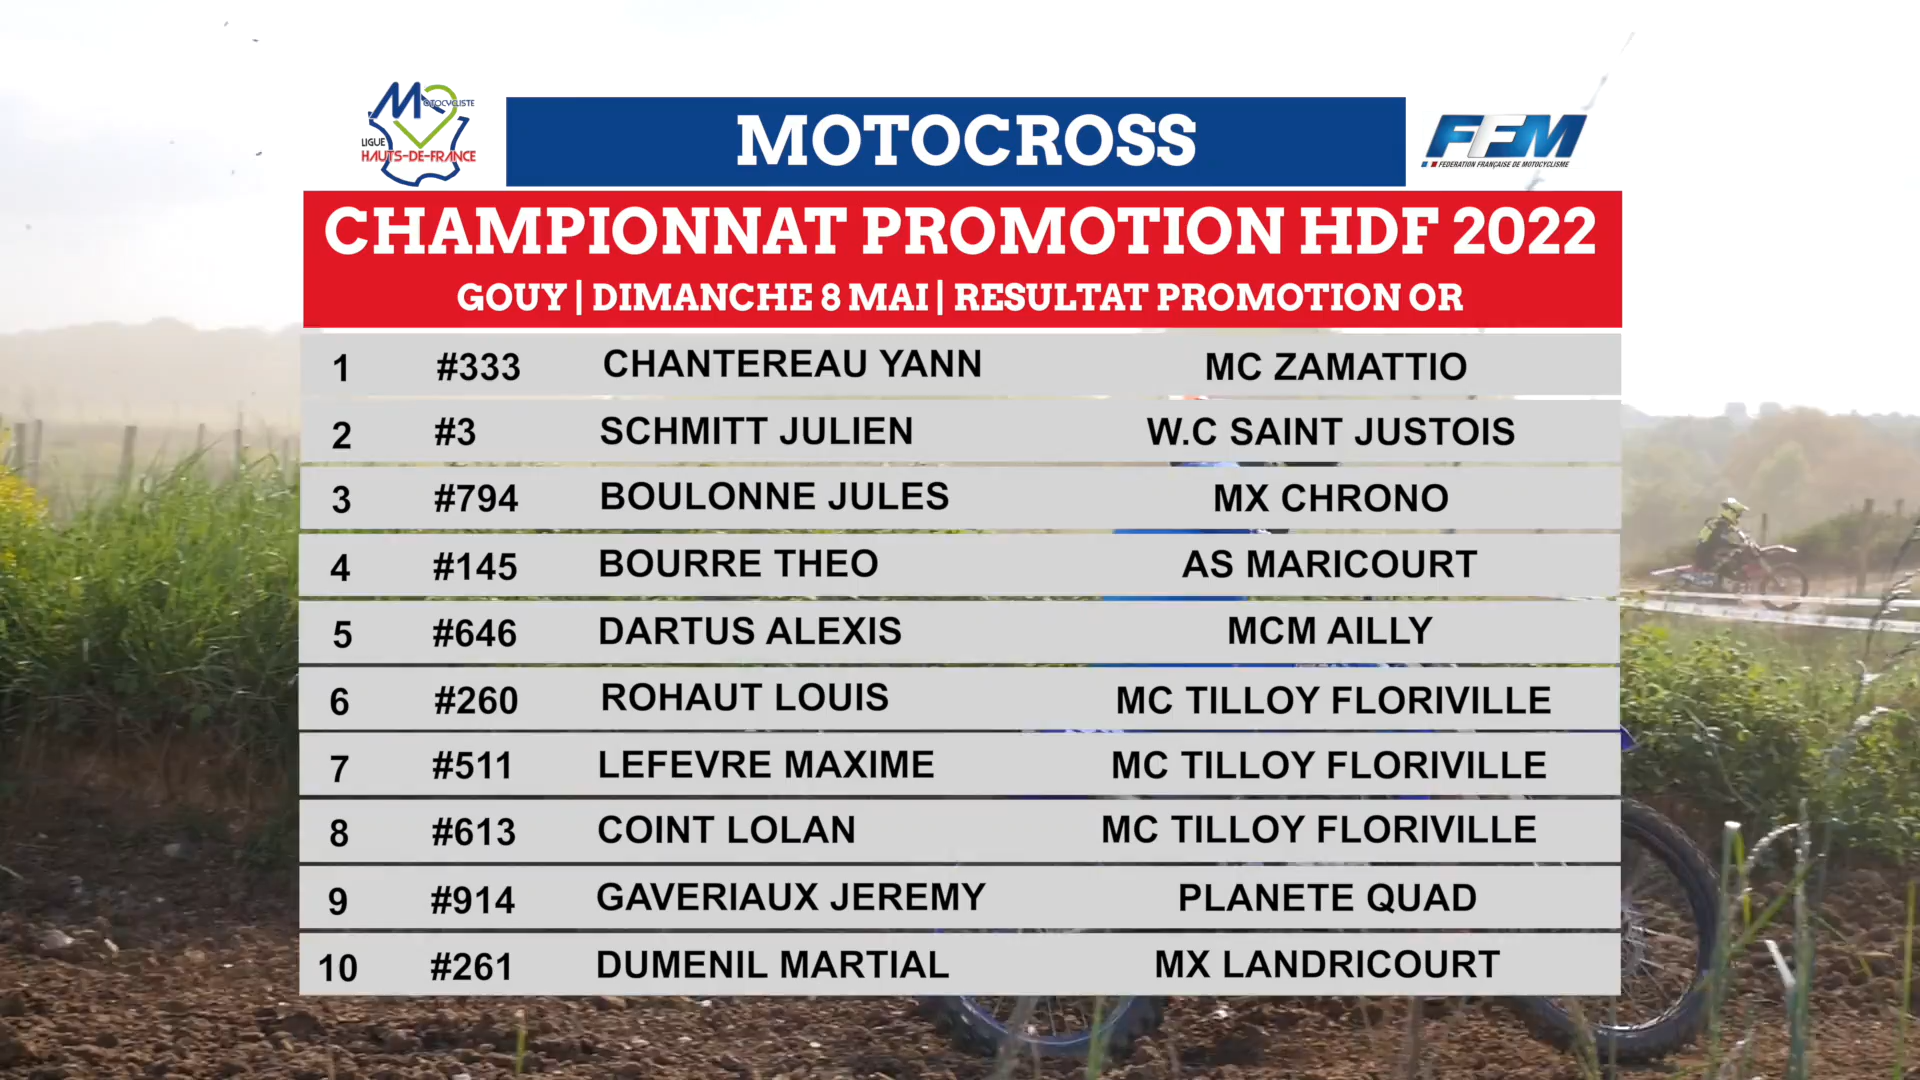 MOTOCYCLISTE
LIGUE
HAUTS-DE-FRANCE
MOTOCROSS
FFM
FEDERATION FRANÇAISE DE MOTOCYCLISME
CHAMPIONNAT PROMOTION HDF 2022
GOUY | DIMANCHE 8 MAI | RESULTAT PROMOTION OR
1 #333 CHANTEREAU YANN MC ZAMATTIO
2 #3 SCHMITT JULIEN W.C SAINT JUSTOIS
3 #794 BOULONNE JULES MX CHRONO
4 #145 BOURRE THEO AS MARICOURT
5 #646 DARTUS ALEXIS MCM AILLY
6 #260 ROHAUT LOUIS MC TILLOY FLORIVILLE
7 #511 LEFEVRE MAXIME MC TILLOY FLORIVILLE
8 #613 COINT LOLAN MC TILLOY FLORIVILLE
9 #914 GAVERIAUX JEREMY PLANETE QUAD
10 #261 DUMENIL MARTIAL MX LANDRICOURT